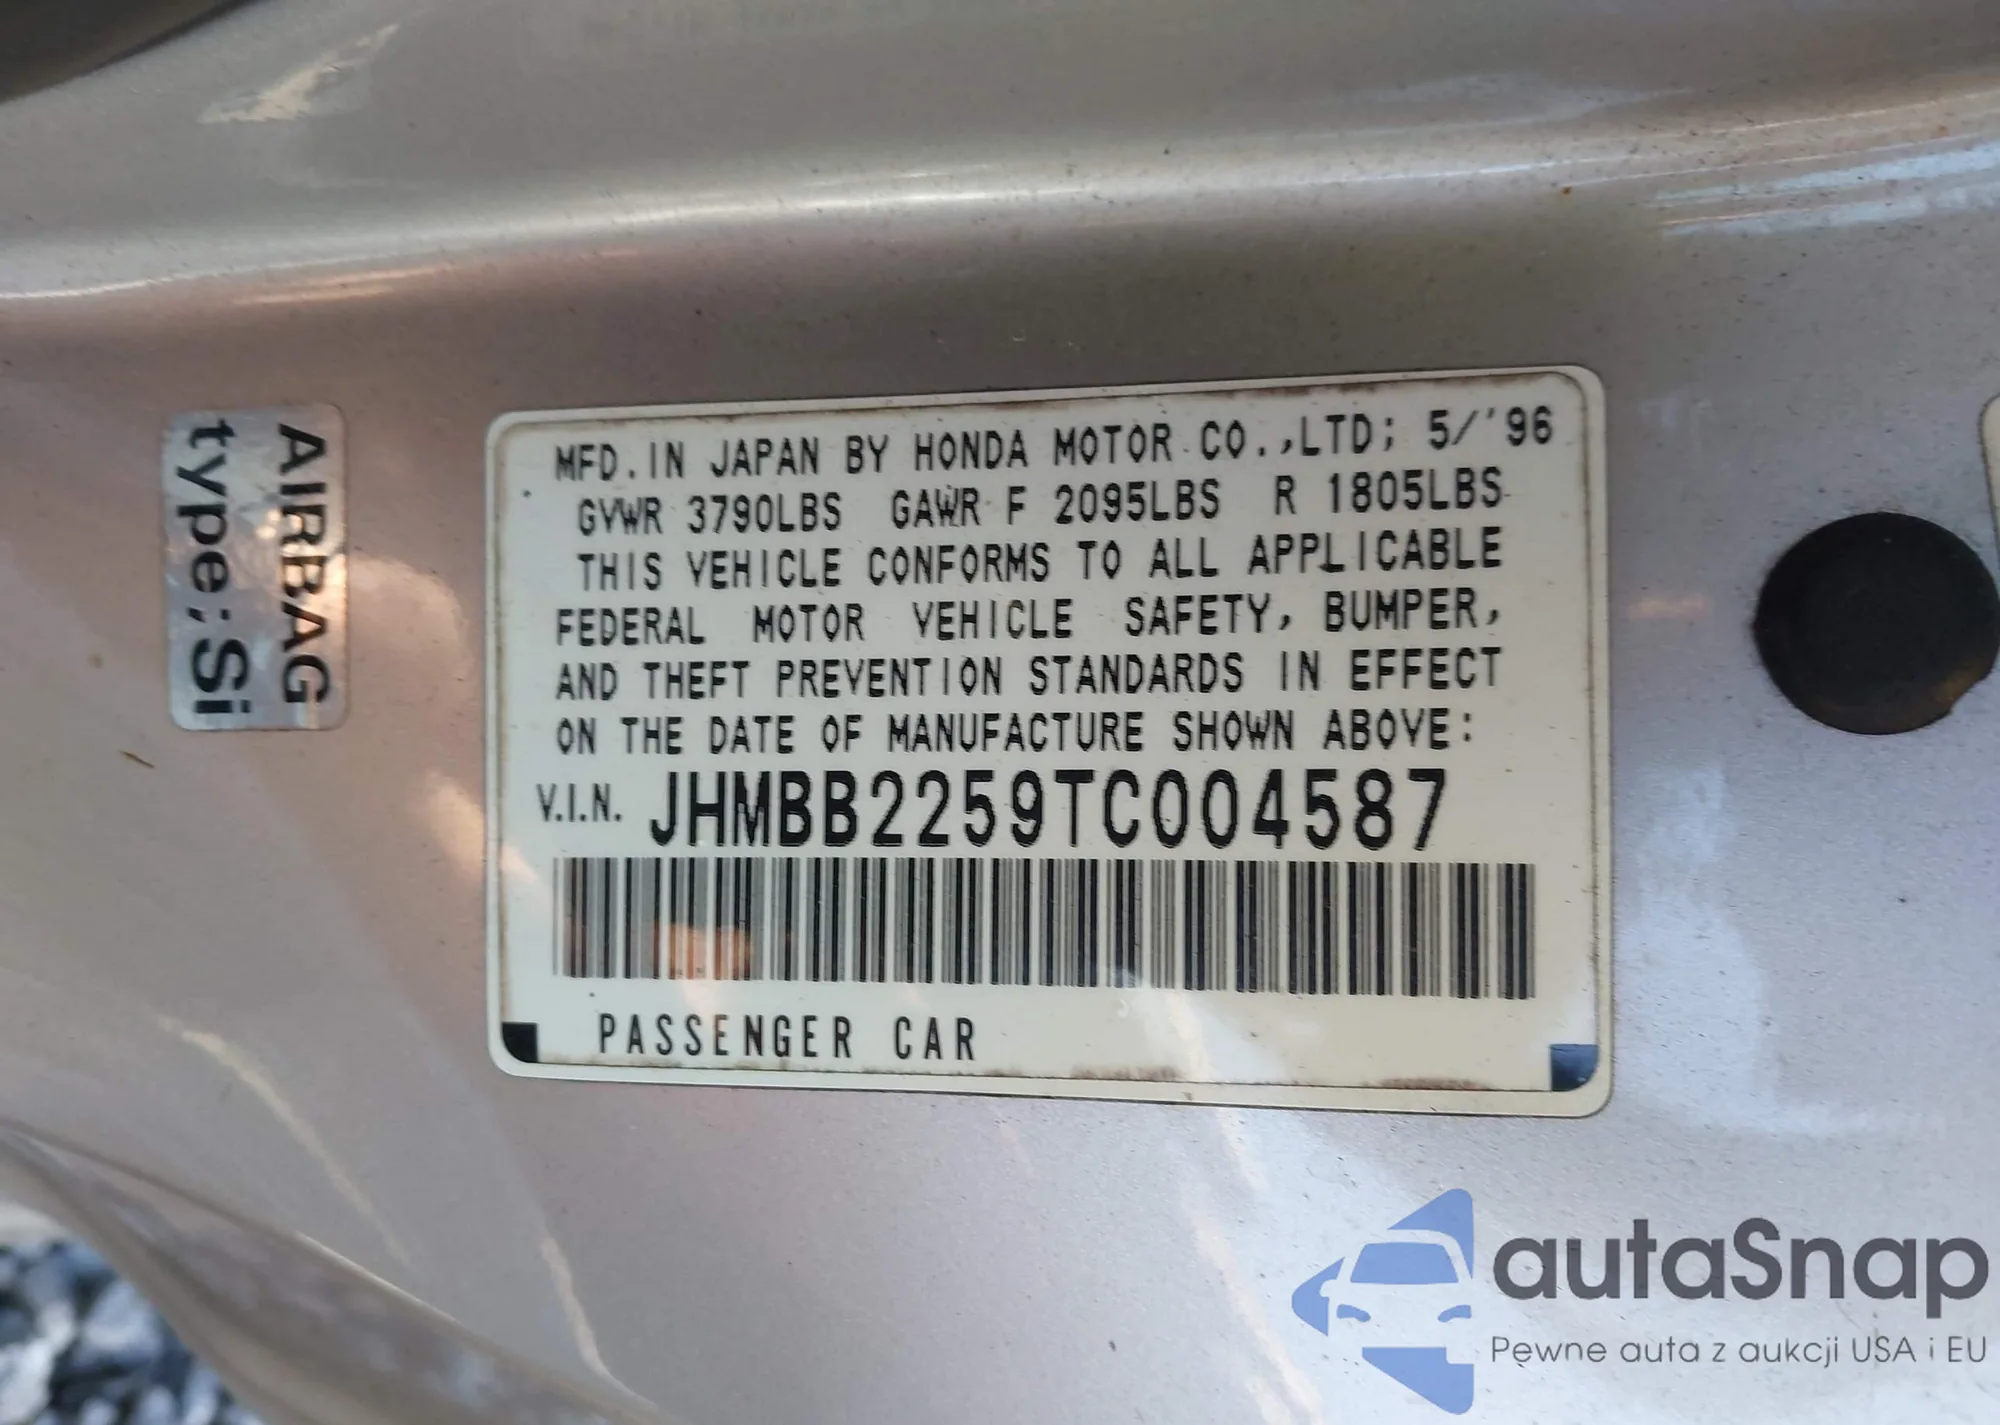 AIRBAG
type;Si
MFD.IN JAPAN BY HONDA MOTOR CO.,LTD; 5/'96
GVWR 3790LBS GAWR F 2095LBS R 1805LBS
THIS VEHICLE CONFORMS TO ALL APPLICABLE
FEDERAL MOTOR VEHICLE SAFETY, BUMPER,
AND THEFT PREVENTION STANDARDS IN EFFECT
ON THE DATE OF MANUFACTURE SHOWN ABOVE:
V.I.N. JHMBB2259TC004587
PASSENGER CAR
autaSnap
Pewne auta z aukcji USA i EU